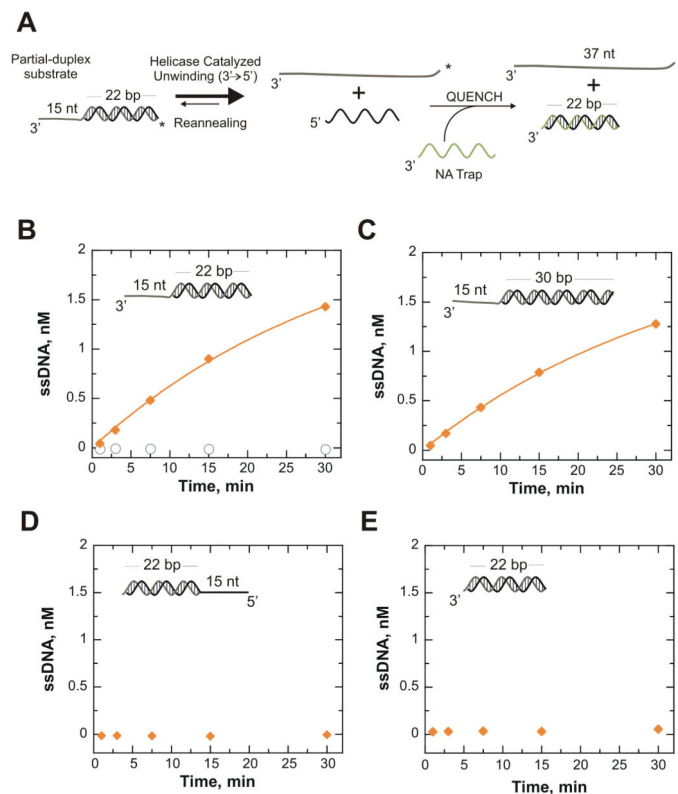 A
Partial-duplex
substrate
22 bp
15 nt
3’
*
Helicase Catalyzed
Unwinding (3’→5’)
Reannealing
3’
*
+
5’
QUENCH
3’
NA Trap
37 nt
3’
+
22 bp
B
ssDNA, nM
2
1.5
1
0.5
0
22 bp
15 nt
3’
0 5 10 15 20 25 30
Time, min
C
ssDNA, nM
2
1.5
1
0.5
0
30 bp
15 nt
3’
0 5 10 15 20 25 30
Time, min
D
ssDNA, nM
2
1.5
1
0.5
0
22 bp
15 nt
5’
0 5 10 15 20 25 30
Time, min
E
ssDNA, nM
2
1.5
1
0.5
0
22 bp
3’
0 5 10 15 20 25 30
Time, min